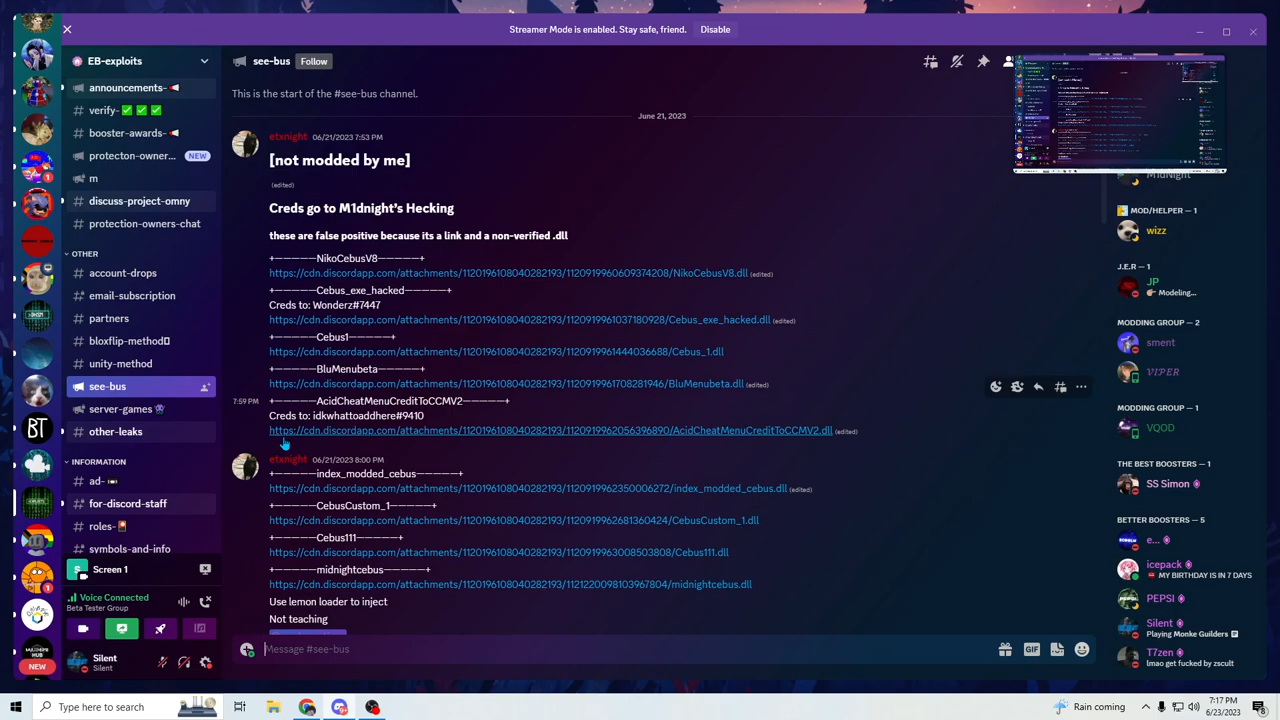 Streamer Mode is enabled. Stay safe, friend. Disable
EB-exploits
see-bus Follow
announcements-
This is the start of the channel.
verify-
June 21, 2023
booster-awards-
etxnight 06/21/2023 7:53 PM
protecton-owner... NEW
[not modded by me]
m
(edited)
M1dNight
discuss-project-omny
Creds go to M1dnight's Hecking
MOD/HELPER — 1
protection-owners-chat
these are false positive because its a link and a non-verified .dll
wizz
OTHER
+—————NikoCebusV8—————+
J.E.R — 1
account-drops
https://cdn.discordapp.com/attachments/1120196108040282193/1120919960609374208/NikoCebusV8.dll (edited)
JP
email-subscription
+—————Cebus_exe_hacked—————+
Modeling...
Creds to: Wonderz#7447
partners
https://cdn.discordapp.com/attachments/1120196108040282193/1120919961037180928/Cebus_exe_hacked.dll (edited)
MODDING GROUP — 2
bloxflip-method
+—————Cebus1—————+
sment
unity-method
https://cdn.discordapp.com/attachments/1120196108040282193/1120919961444036688/Cebus_1.dll
+—————BluMenubeta—————+
VIPER
see-bus
https://cdn.discordapp.com/attachments/1120196108040282193/1120919961708281946/BluMenubeta.dll (edited)
7:59 PM +—————AcidCheatMenuCreditToCCMV2—————+
MODDING GROUP — 1
server-games
Creds to: idkwhattoaddhere#9410
other-leaks
https://cdn.discordapp.com/attachments/1120196108040282193/1120919962056396890/AcidCheatMenuCreditToCCMV2.dll (edited)
VQOD
INFORMATION
etxnight 06/21/2023 8:00 PM
THE BEST BOOSTERS — 1
ad-
+—————index_modded_cebus—————+
SS Simon
for-discord-staff
https://cdn.discordapp.com/attachments/1120196108040282193/1120919962350006272/index_modded_cebus.dll (edited)
+—————CebusCustom_1—————+
BETTER BOOSTERS — 5
roles-
https://cdn.discordapp.com/attachments/1120196108040282193/1120919962681360424/CebusCustom_1.dll
+—————Cebus111—————+
e...
symbols-and-info
https://cdn.discordapp.com/attachments/1120196108040282193/1120919963008503808/Cebus111.dll
icepack
Screen 1
+—————midnightcebus—————+
MY BIRTHDAY IS IN 7 DAYS
https://cdn.discordapp.com/attachments/1120196108040282193/1121220098103967804/midnightcebus.dll
Voice Connected
Use lemon loader to inject
PEPSI
Beta Tester Group
Not teaching
Silent
Playing Monke Guilders
Message #see-bus
GIF
Silent
Silent
T7zen
lmao get fucked by zscult
BT
NEW
Type here to search
Rain coming
7:17 PM
6/23/2023